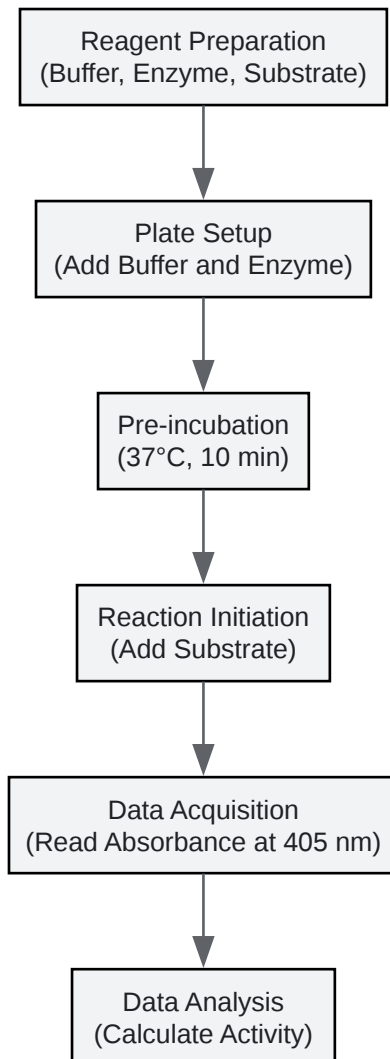 Reagent Preparation
(Buffer, Enzyme, Substrate)
Plate Setup
(Add Buffer and Enzyme)
Pre-incubation
(37°C, 10 min)
Reaction Initiation
(Add Substrate)
Data Acquisition
(Read Absorbance at 405 nm)
Data Analysis
(Calculate Activity)